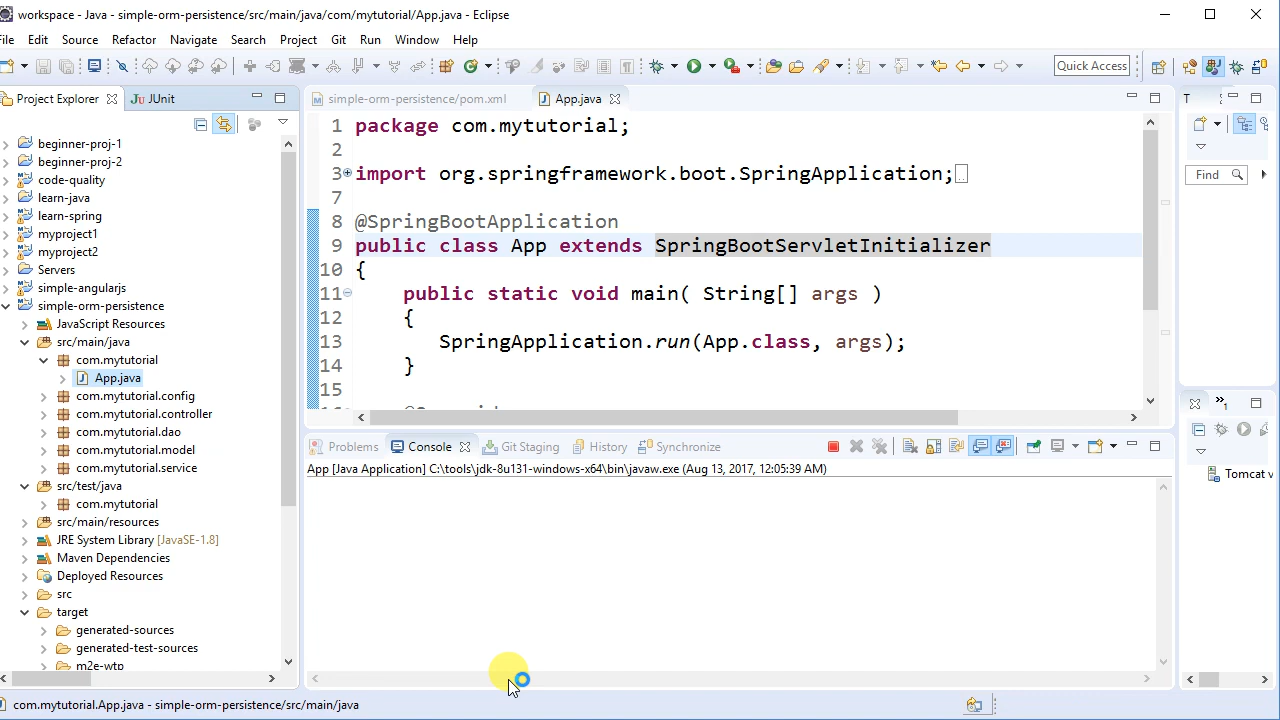 workspace - Java - simple-orm-persistence/src/main/java/com/mytutorial/App.java - Eclipse
File Edit Source Refactor Navigate Search Project Git Run Window Help
Quick Access
Project Explorer JUnit
beginner-proj-1
beginner-proj-2
code-quality
learn-java
learn-spring
myproject1
myproject2
Servers
simple-angularjs
simple-orm-persistence
JavaScript Resources
src/main/java
com.mytutorial
App.java
com.mytutorial.config
com.mytutorial.controller
com.mytutorial.dao
com.mytutorial.model
com.mytutorial.service
src/test/java
com.mytutorial
src/main/resources
JRE System Library [JavaSE-1.8]
Maven Dependencies
Deployed Resources
src
target
generated-sources
generated-test-sources
m2e-wtp
simple-orm-persistence/pom.xml App.java
1 package com.mytutorial;
2
3 import org.springframework.boot.SpringApplication;
7
8 @SpringBootApplication
9 public class App extends SpringBootServletInitializer
10 {
11 public static void main( String[] args )
12 {
13 SpringApplication.run(App.class, args);
14 }
15
Problems Console Git Staging History Synchronize
App [Java Application] C:\tools\jdk-8u131-windows-x64\bin\javaw.exe (Aug 13, 2017, 12:05:39 AM)
T
Find
1
Tomcat v
com.mytutorial.App.java - simple-orm-persistence/src/main/java